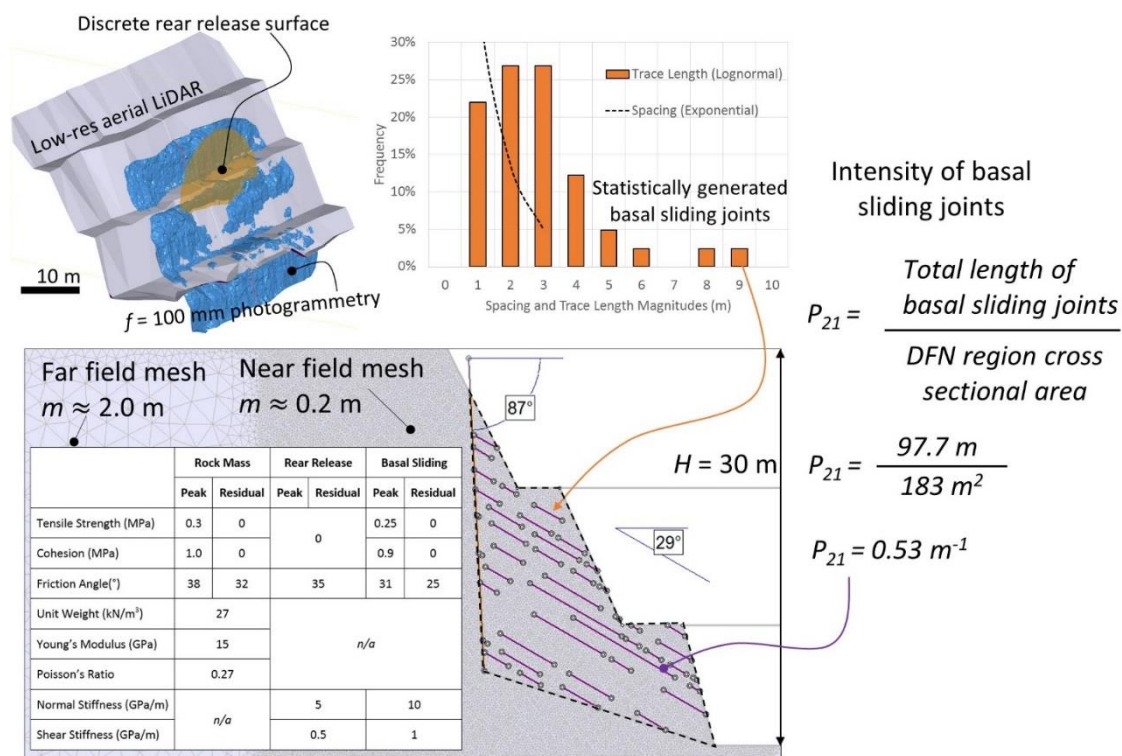 Discrete rear release surface
Low-res aerial LiDAR
10 m
f = 100 mm photogrammetry
30%
25%
20%
15%
10%
5%
0%
Frequency
Trace Length (Lognormal)
Spacing (Exponential)
Statistically generated
basal sliding joints
0 1 2 3 4 5 6 7 8 9 10
Spacing and Trace Length Magnitudes (m)
Intensity of basal
sliding joints
P21 = Total length of
basal sliding joints
DFN region cross
sectional area
P21 = 97.7 m
183 m²
P21 = 0.53 m⁻¹
Far field mesh
m ≈ 2.0 m
Near field mesh
m ≈ 0.2 m
87°
H = 30 m
29°
Rock Mass Rear Release Basal Sliding
Peak Residual Peak Residual Peak Residual
Tensile Strength (MPa) 0.3 0 0 0.25 0
Cohesion (MPa) 1.0 0 0.9 0
Friction Angle(°) 38 32 35 31 25
Unit Weight (kN/m³) 27 n/a
Young's Modulus (GPa) 15
Poisson's Ratio 0.27
Normal Stiffness (GPa/m) n/a 5 10
Shear Stiffness (GPa/m) 0.5 1